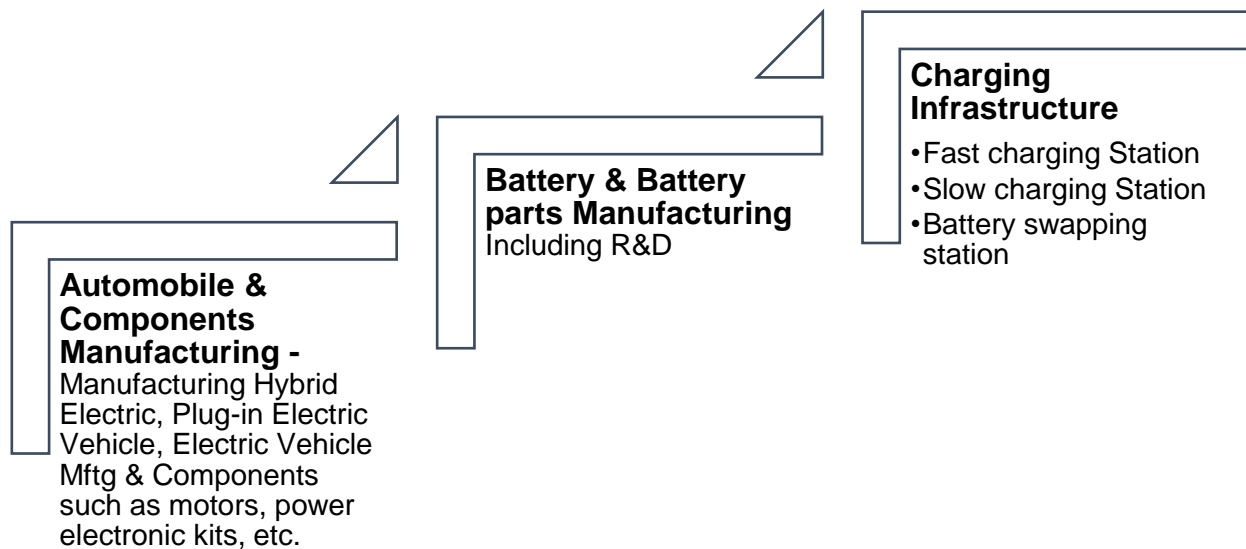 Automobile &
Components
Manufacturing -
Manufacturing Hybrid
Electric, Plug-in Electric
Vehicle, Electric Vehicle
Mftg & Components
such as motors, power
electronic kits, etc.
Battery & Battery
parts Manufacturing
Including R&D
Charging
Infrastructure
•Fast charging Station
•Slow charging Station
•Battery swapping
station